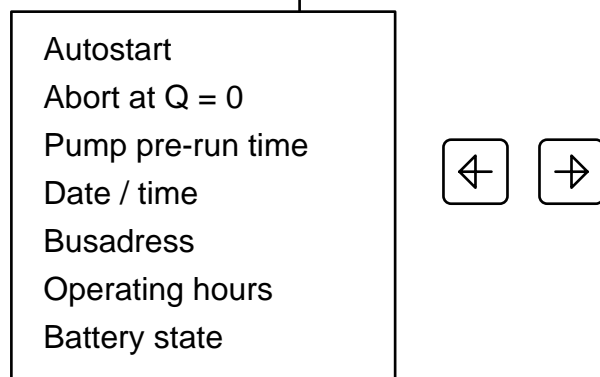 Autostart
Abort at Q = 0
Pump pre-run time
Date / time
Busadress
Operating hours
Battery state